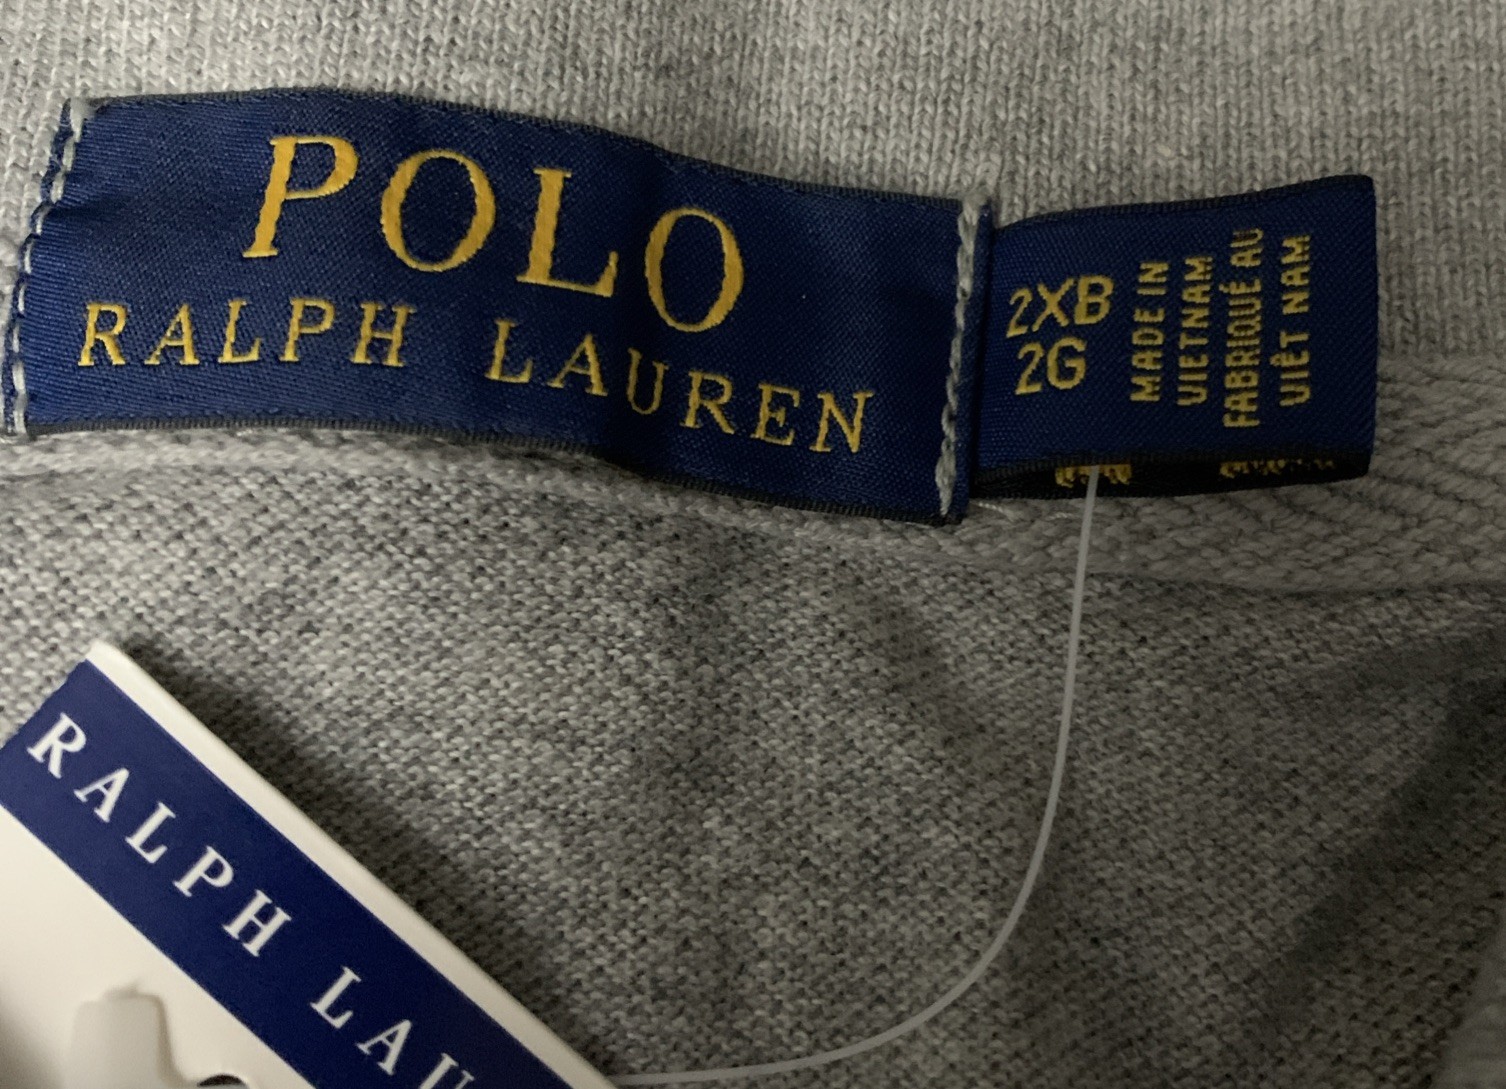 POLO
RALPH LAUREN
2XB
2G
MADE IN
VIETNAM
FABRIQUÉ AU
VIÊT NAM
RALPH LAU